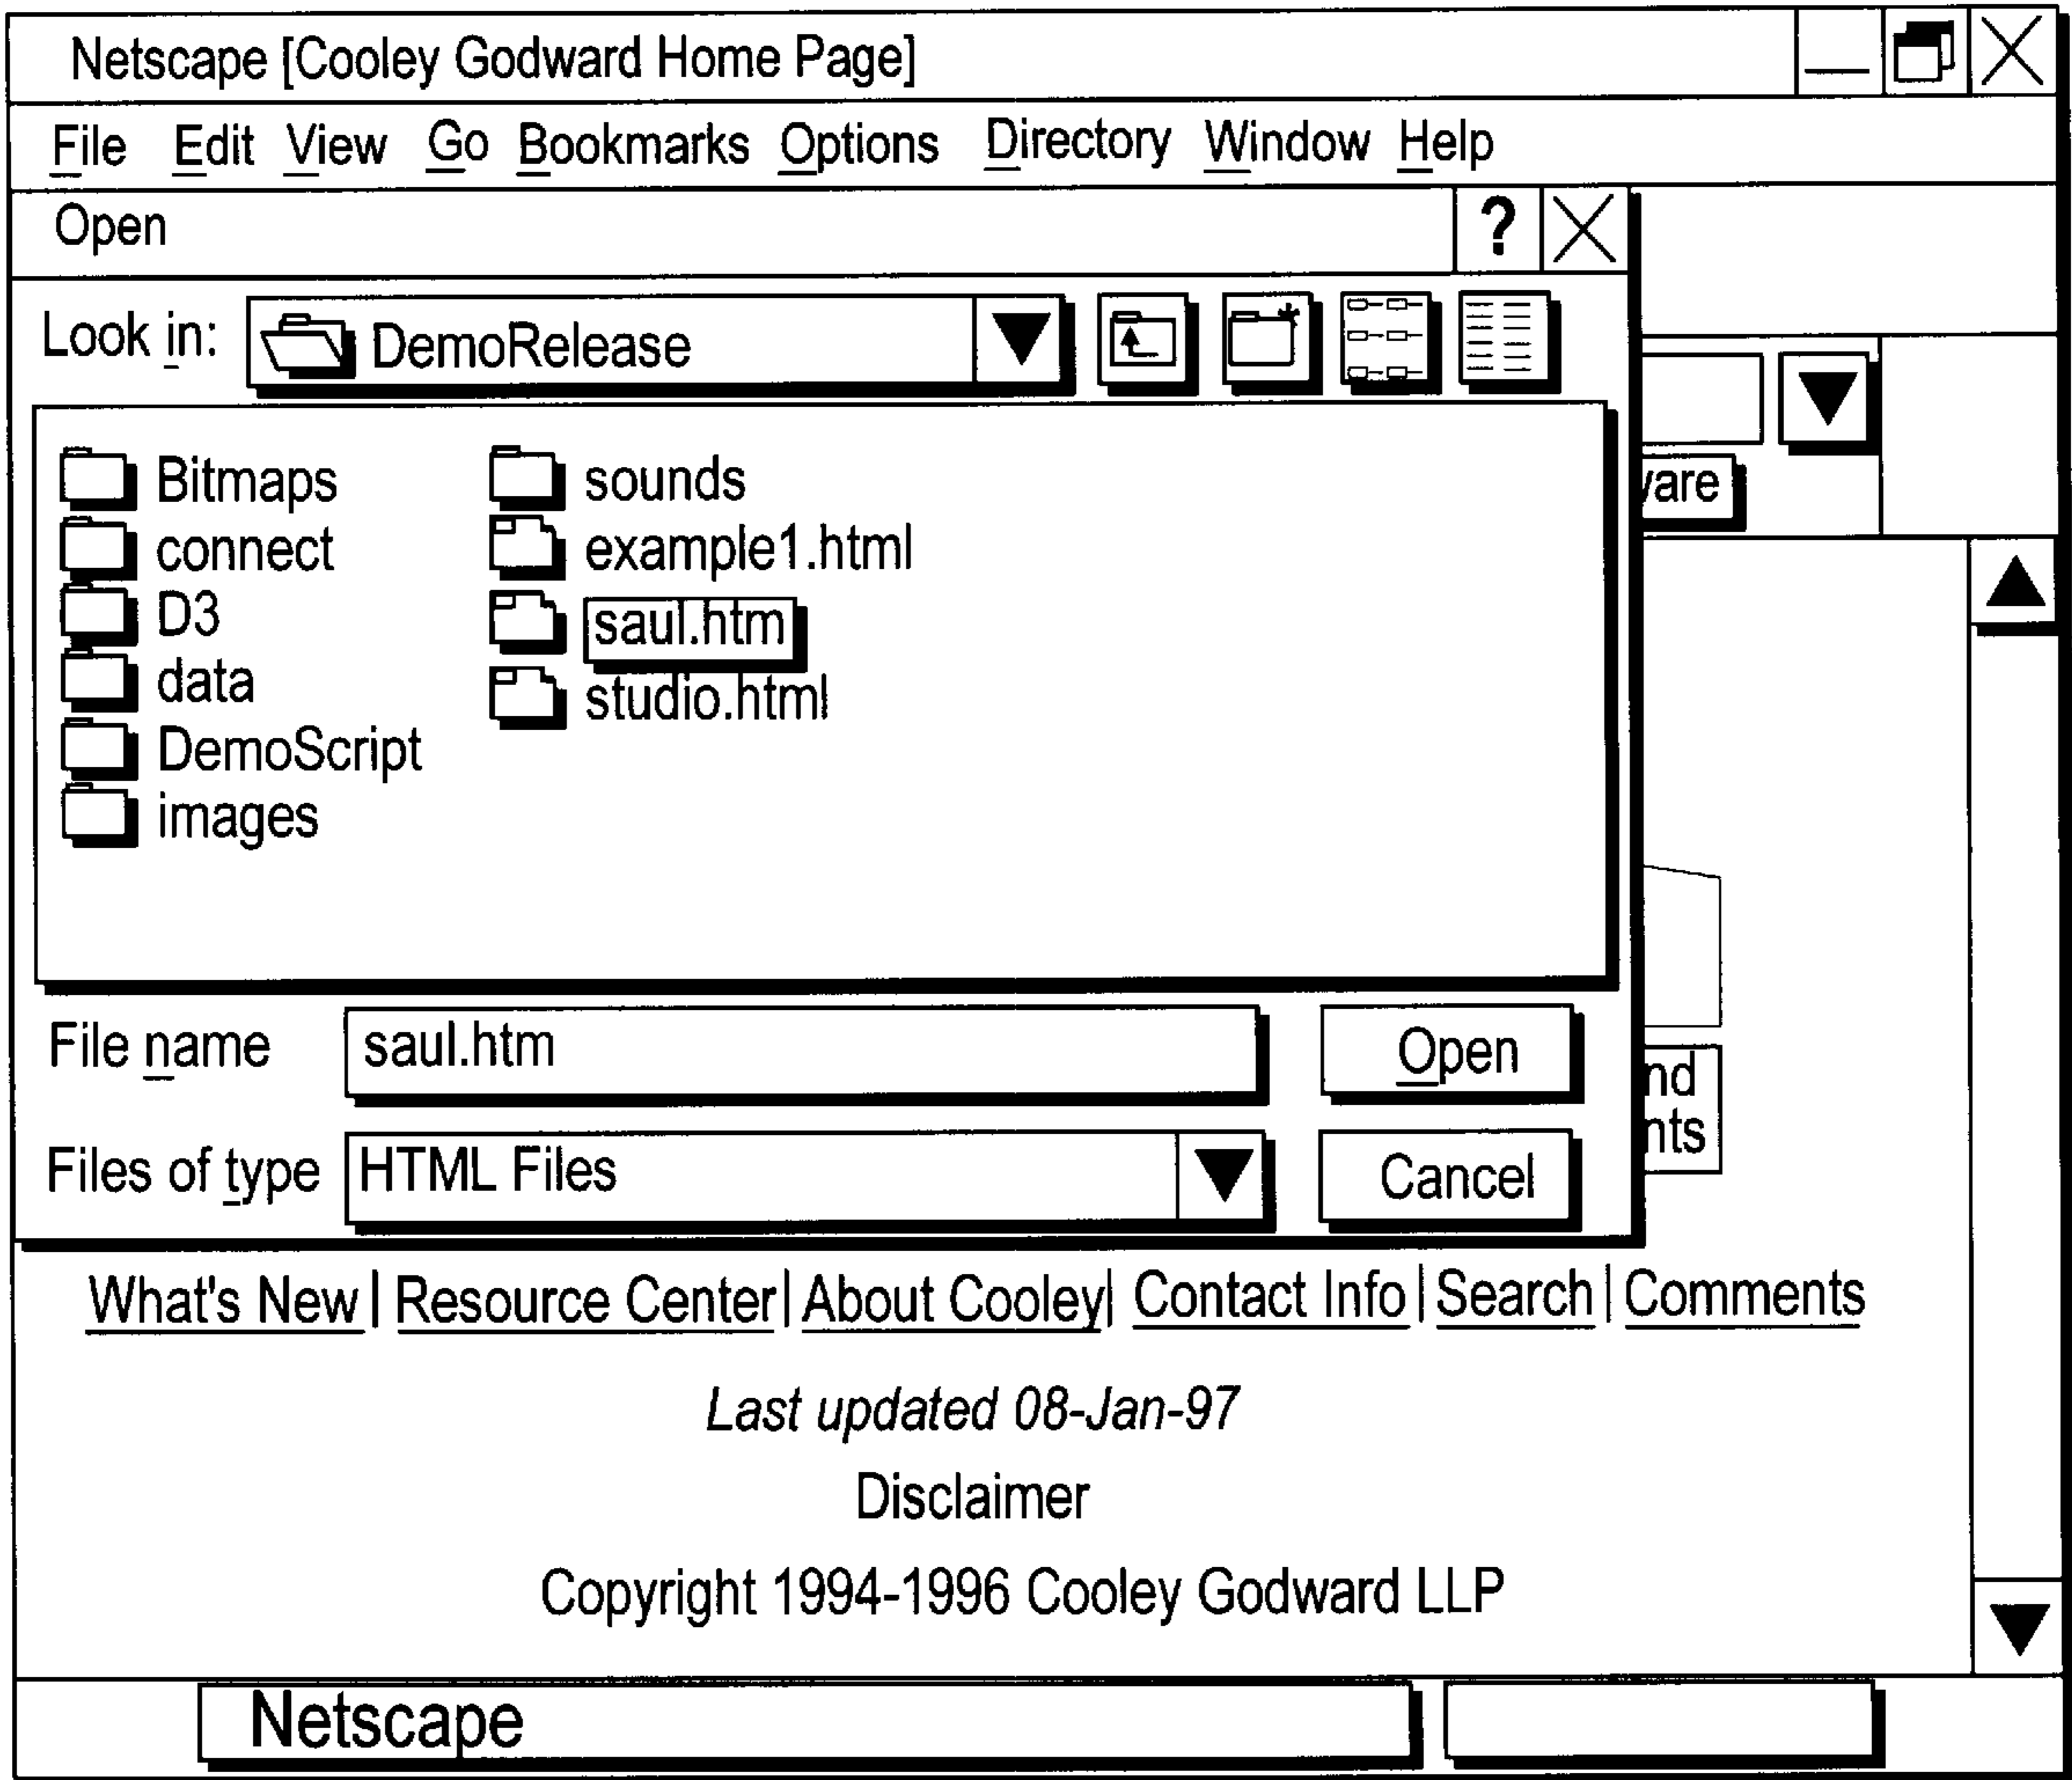 Netscape [Cooley Godward Home Page]
File Edit View Go Bookmarks Options Directory Window Help
Open ?
Look in: DemoRelease
Bitmaps
connect
D3
data
DemoScript
images
sounds
example1.html
saul.htm
studio.html
vare
File name saul.htm Open
Files of type HTML Files Cancel
nd
nts
What's New | Resource Center | About Cooley | Contact Info | Search | Comments
Last updated 08-Jan-97
Disclaimer
Copyright 1994-1996 Cooley Godward LLP
Netscape